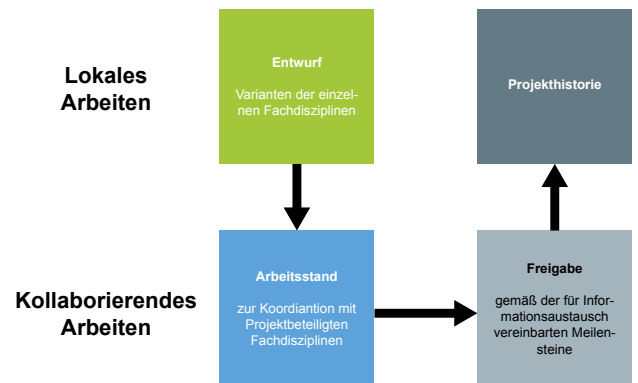 Lokales
Arbeiten
Entwurf
Varianten der einzel-
nen Fachdisziplinen
Projekthistorie
Kollaborierendes
Arbeiten
Arbeitsstand
zur Koordiantion mit
Projektbeteiligten
Fachdisziplinen
Freigabe
gemäß der für Infor-
mationsaustausch
vereinbarten Meilen-
steine